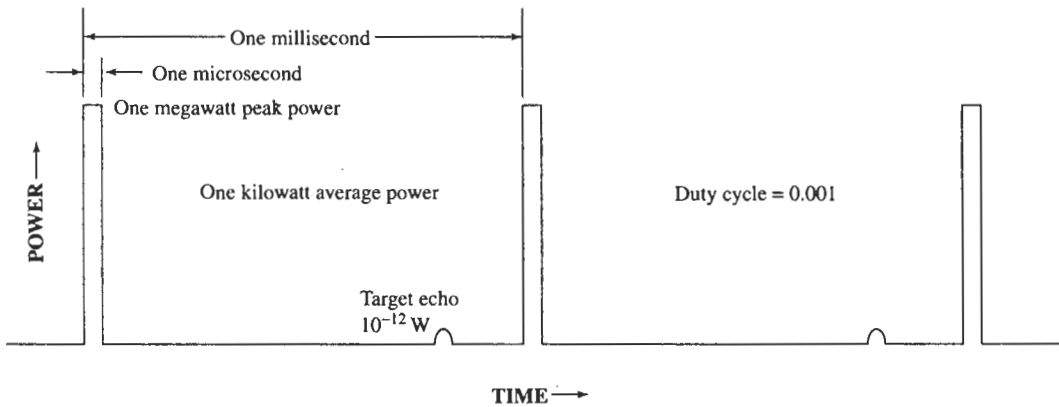 One millisecond
One microsecond
One megawatt peak power
POWER
One kilowatt average power
Duty cycle = 0.001
Target echo
10⁻¹² W
TIME